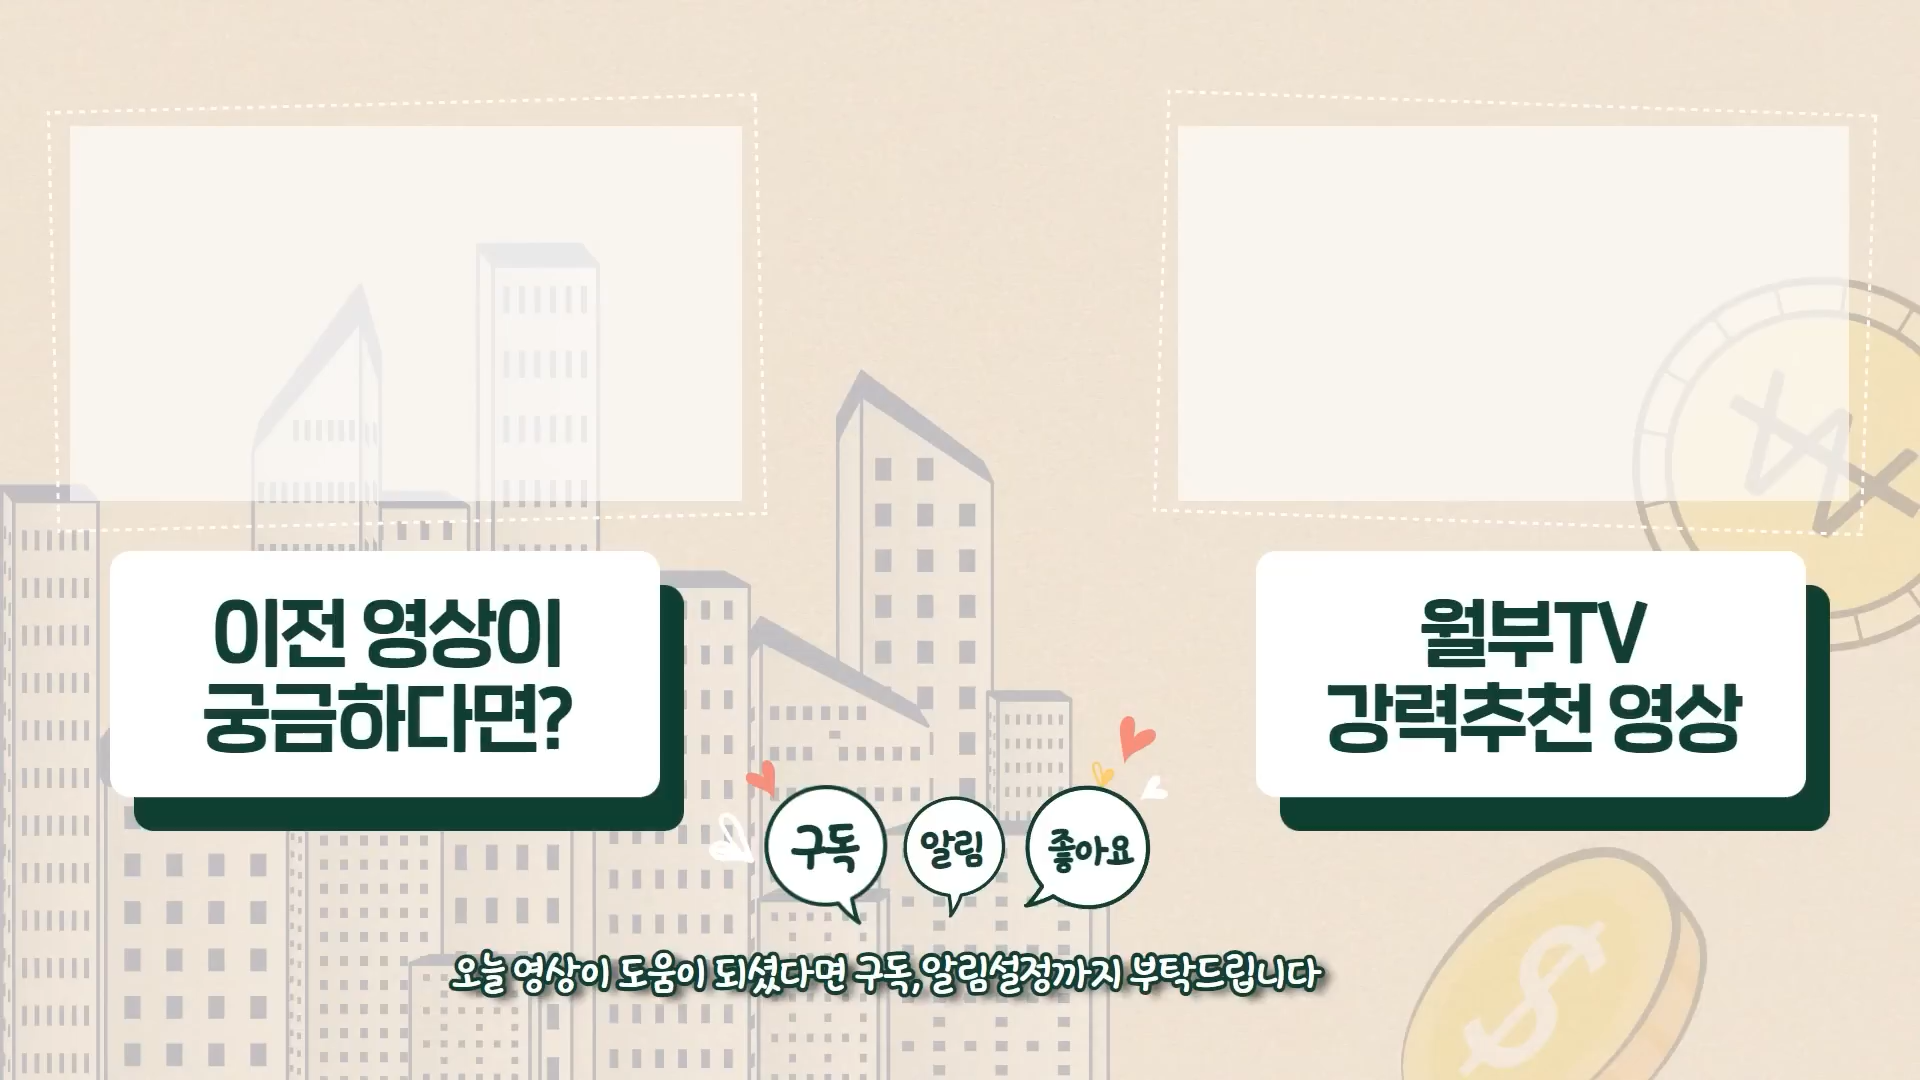 이전 영상이
궁금하다면?
월부TV
강력추천 영상
구독
알림
좋아요
오늘 영상이 도움이 되셨다면 구독,알림설정까지 부탁드립니다